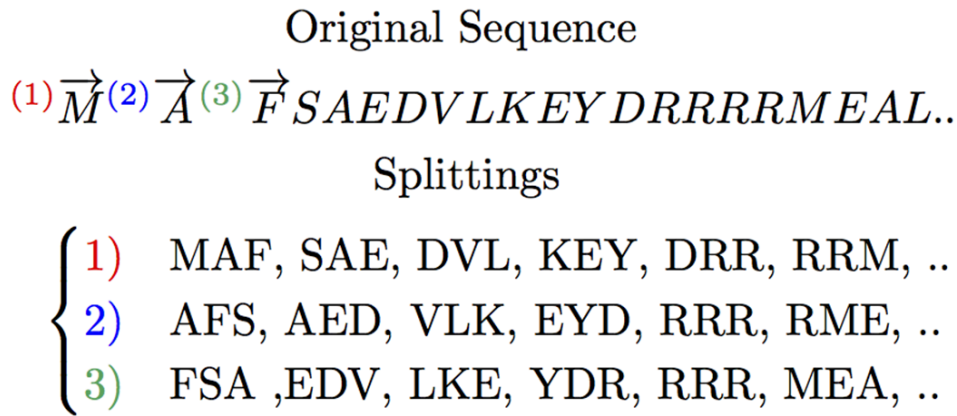 Original Sequence
(1) M (2) A (3) F SAEDVLKEYDRRRRMEAL..
Splittings
1) MAF, SAE, DVL, KEY, DRR, RRM, ..
2) AFS, AED, VLK, EYD, RRR, RME, ..
3) FSA ,EDV, LKE, YDR, RRR, MEA, ..